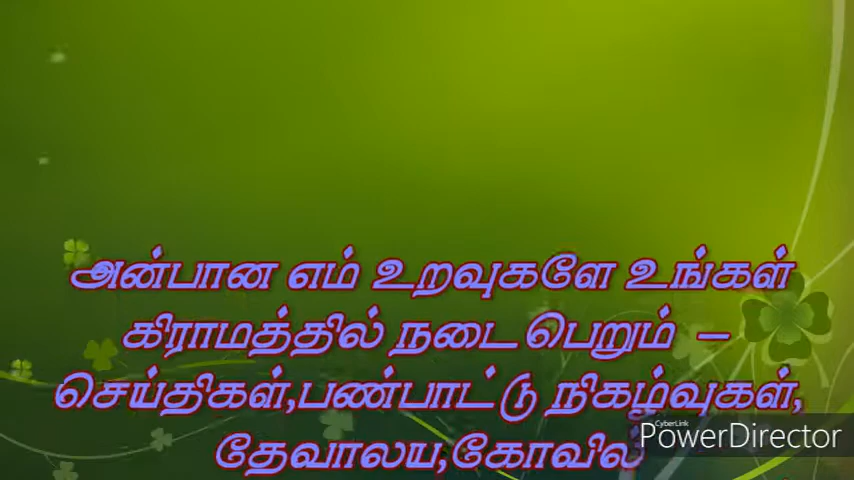 அன்பான எம் உறவுகளே உங்கள்
கிராமத்தில் நடைபெறும் –
செய்திகள்,பண்பாட்டு நிகழ்வுகள்,
தேவாலய,கோவில்
CyberLink
PowerDirector